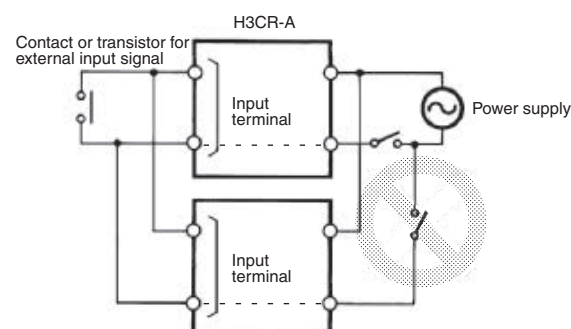 H3CR-A
Contact or transistor for
external input signal
Input
terminal
Power supply
Input
terminal